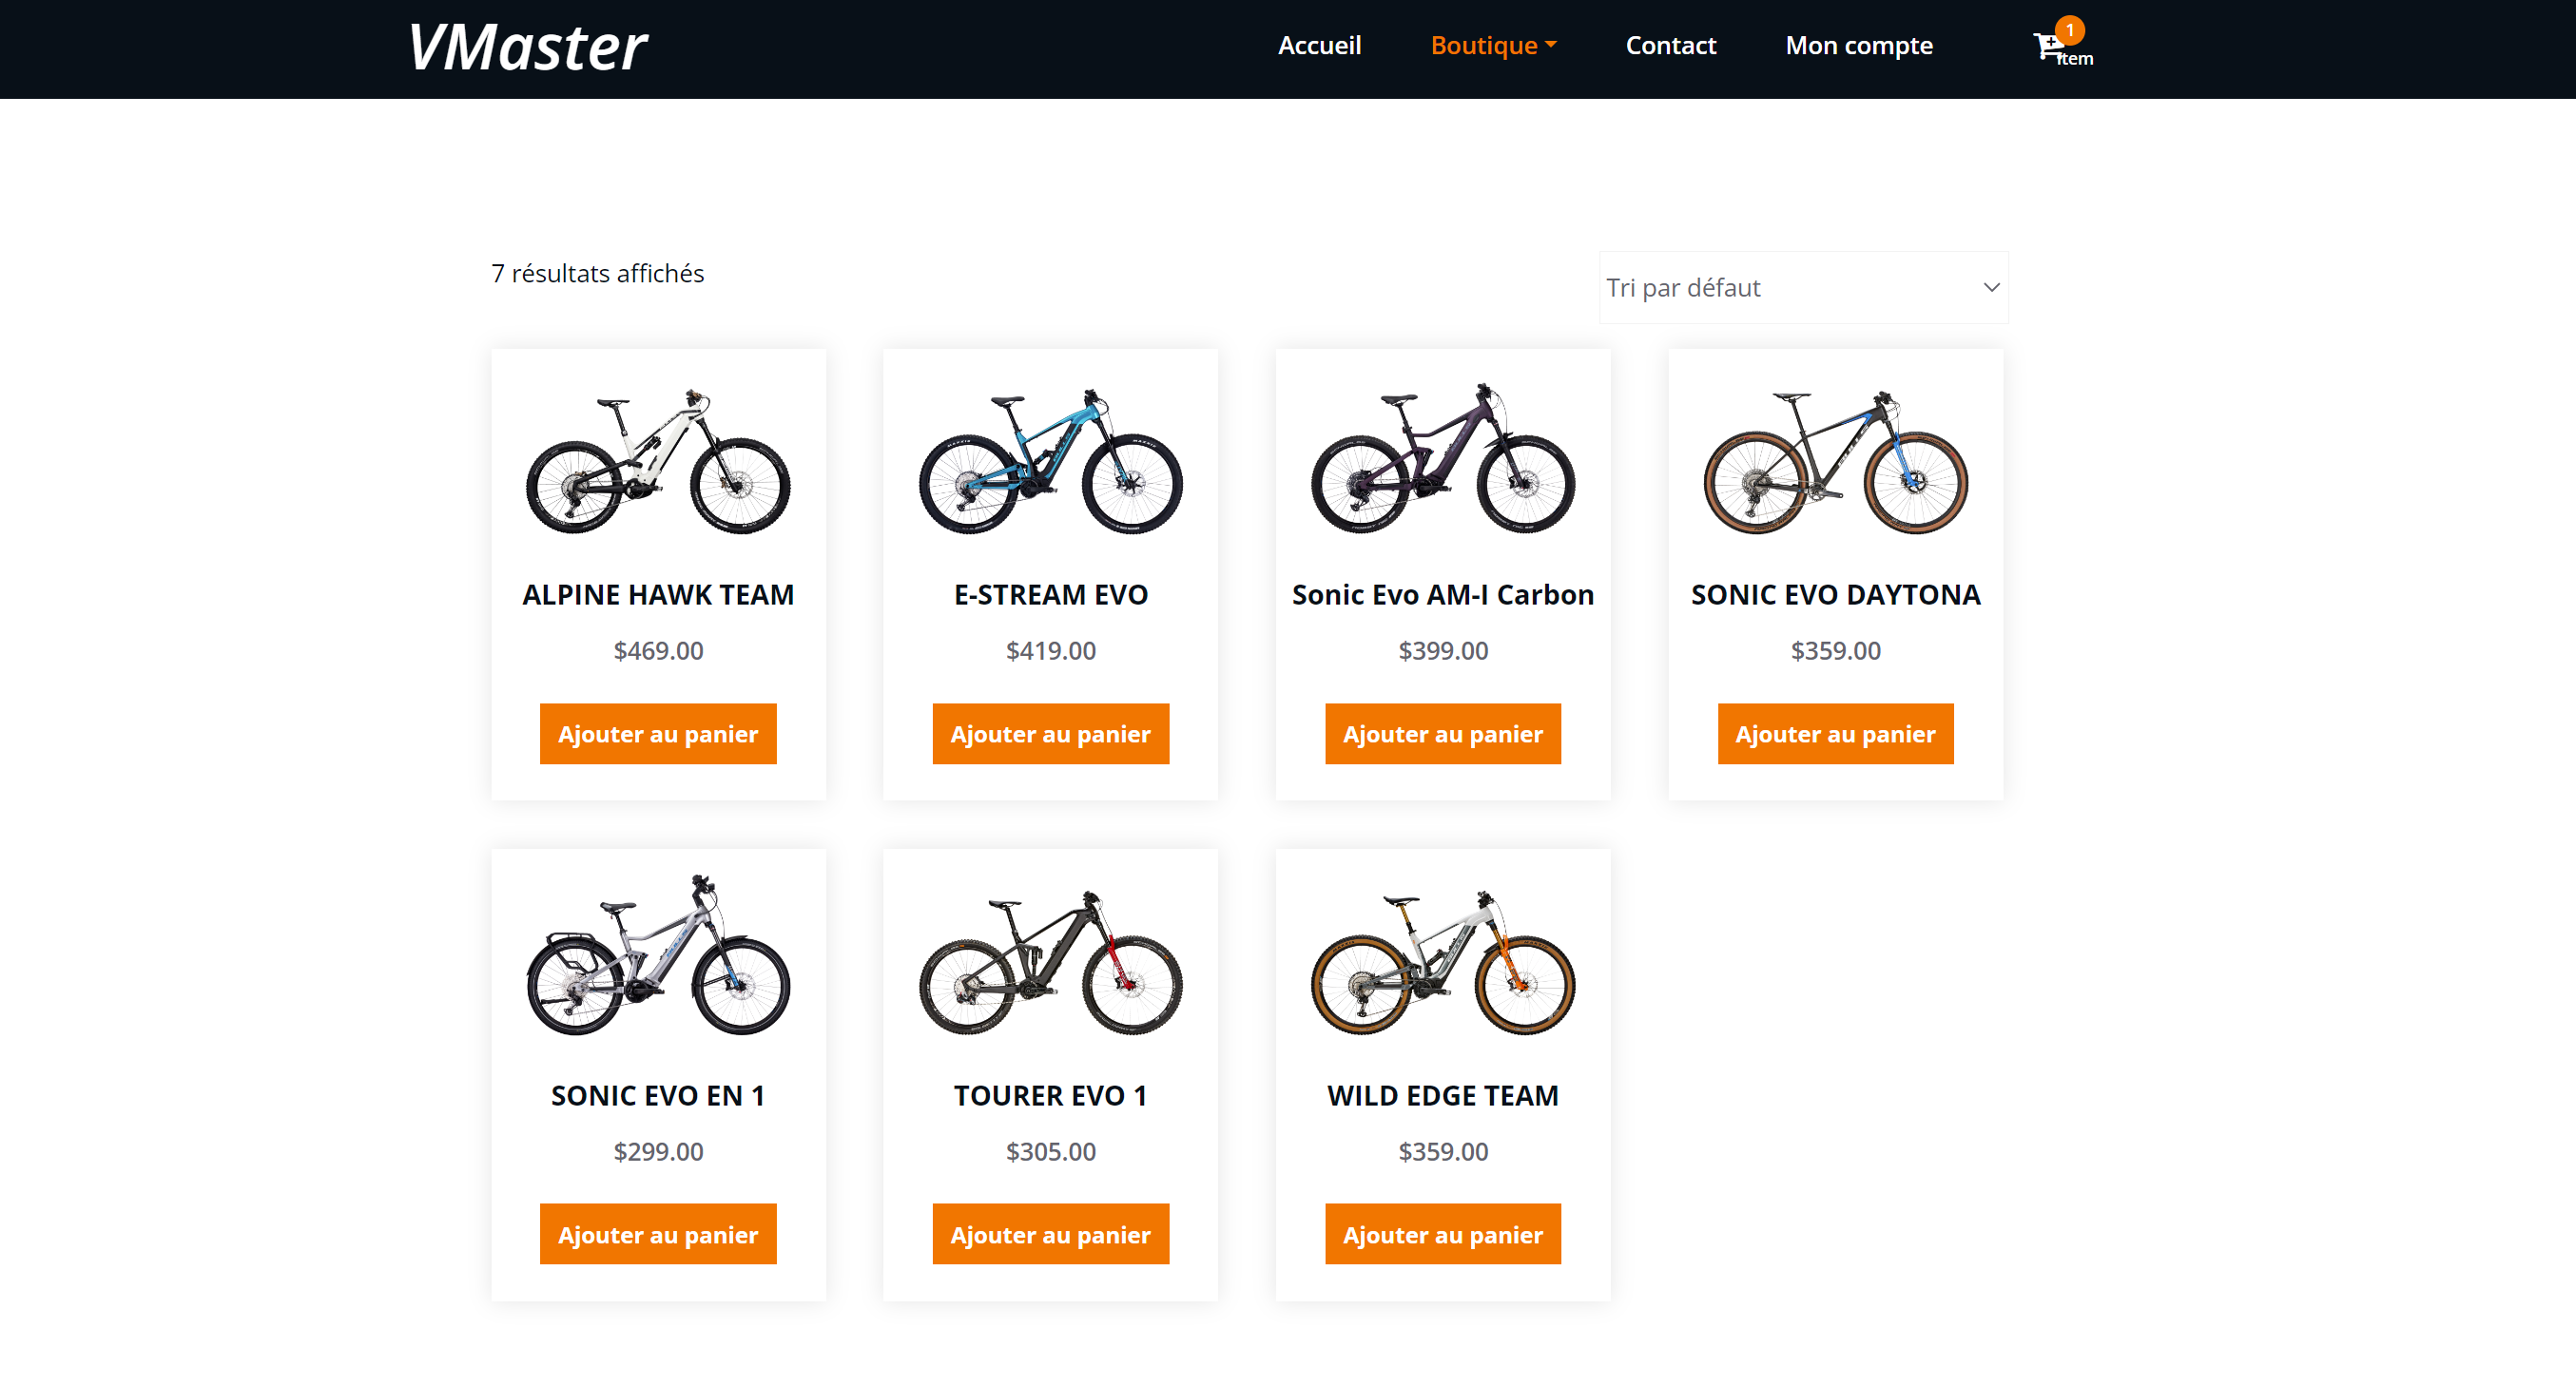 VMaster
Accueil
Boutique
Contact
Mon compte
1
item
7 résultats affichés
Tri par défaut
ALPINE HAWK TEAM
$469.00
Ajouter au panier
E-STREAM EVO
$419.00
Ajouter au panier
Sonic Evo AM-I Carbon
$399.00
Ajouter au panier
SONIC EVO DAYTONA
$359.00
Ajouter au panier
SONIC EVO EN 1
$299.00
Ajouter au panier
TOURER EVO 1
$305.00
Ajouter au panier
WILD EDGE TEAM
$359.00
Ajouter au panier